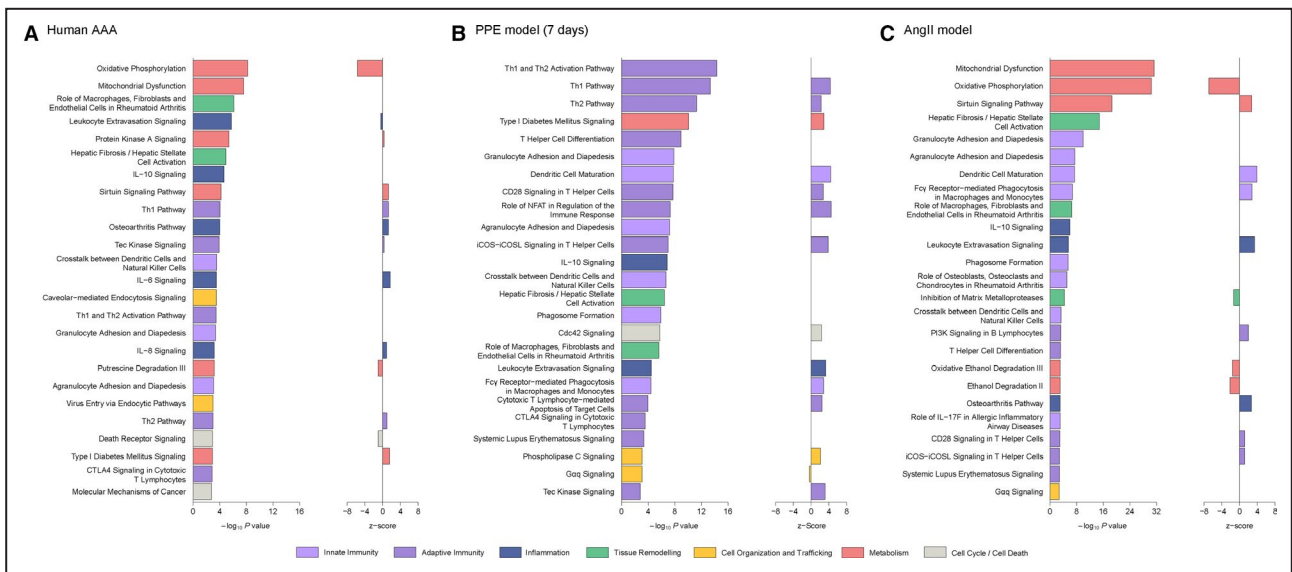 A Human AAA
Oxidative Phosphorylation
Mitochondrial Dysfunction
Role of Macrophages, Fibroblasts and
Endothelial Cells in Rheumatoid Arthritis
Leukocyte Extravasation Signaling
Protein Kinase A Signaling
Hepatic Fibrosis / Hepatic Stellate
Cell Activation
IL-10 Signaling
Sirtuin Signaling Pathway
Th1 Pathway
Osteoarthritis Pathway
Tec Kinase Signaling
Crosstalk between Dendritic Cells and
Natural Killer Cells
IL-6 Signaling
Caveolar-mediated Endocytosis Signaling
Th1 and Th2 Activation Pathway
Granulocyte Adhesion and Diapedesis
IL-8 Signaling
Putrescine Degradation III
Agranulocyte Adhesion and Diapedesis
Virus Entry via Endocytic Pathways
Th2 Pathway
Death Receptor Signaling
Type I Diabetes Mellitus Signaling
CTLA4 Signaling in Cytotoxic
T Lymphocytes
Molecular Mechanisms of Cancer
0 4 8 12 16
-log10 P value
-8 -4 0 4 8
z-score
B PPE model (7 days)
Th1 and Th2 Activation Pathway
Th1 Pathway
Th2 Pathway
Type I Diabetes Mellitus Signaling
T Helper Cell Differentiation
Granulocyte Adhesion and Diapedesis
Dendritic Cell Maturation
CD28 Signaling in T Helper Cells
Role of NFAT in Regulation of the
Immune Response
Agranulocyte Adhesion and Diapedesis
iCOS-iCOSL Signaling in T Helper Cells
IL-10 Signaling
Crosstalk between Dendritic Cells and
Natural Killer Cells
Hepatic Fibrosis / Hepatic Stellate
Cell Activation
Phagosome Formation
Cdc42 Signaling
Role of Macrophages, Fibroblasts and
Endothelial Cells in Rheumatoid Arthritis
Leukocyte Extravasation Signaling
Fcγ Receptor-mediated Phagocytosis
in Macrophages and Monocytes
Cytotoxic T Lymphocyte-mediated
Apoptosis of Target Cells
CTLA4 Signaling in Cytotoxic
T Lymphocytes
Systemic Lupus Erythematosus Signaling
Phospholipase C Signaling
Gαq Signaling
Tec Kinase Signaling
0 4 8 12 16
-log10 P value
-8 -4 0 4 8
z-Score
C AngII model
Mitochondrial Dysfunction
Oxidative Phosphorylation
Sirtuin Signaling Pathway
Hepatic Fibrosis / Hepatic Stellate
Cell Activation
Granulocyte Adhesion and Diapedesis
Agranulocyte Adhesion and Diapedesis
Dendritic Cell Maturation
Fcγ Receptor-mediated Phagocytosis
in Macrophages and Monocytes
Role of Macrophages, Fibroblasts and
Endothelial Cells in Rheumatoid Arthritis
IL-10 Signaling
Leukocyte Extravasation Signaling
Phagosome Formation
Role of Osteoblasts, Osteoclasts and
Chondrocytes in Rheumatoid Arthritis
Inhibition of Matrix Metalloproteases
Crosstalk between Dendritic Cells and
Natural Killer Cells
PI3K Signaling in B Lymphocytes
T Helper Cell Differentiation
Oxidative Ethanol Degradation III
Ethanol Degradation II
Osteoarthritis Pathway
Role of IL-17F in Allergic Inflammatory
Airway Diseases
CD28 Signaling in T Helper Cells
iCOS-iCOSL Signaling in T Helper Cells
Systemic Lupus Erythematosus Signaling
Gαq Signaling
0 8 16 24 32
-log10 P value
-8 -4 0 4 8
z-score
Innate Immunity Adaptive Immunity Inflammation Tissue Remodelling Cell Organization and Trafficking Metabolism Cell Cycle / Cell Death